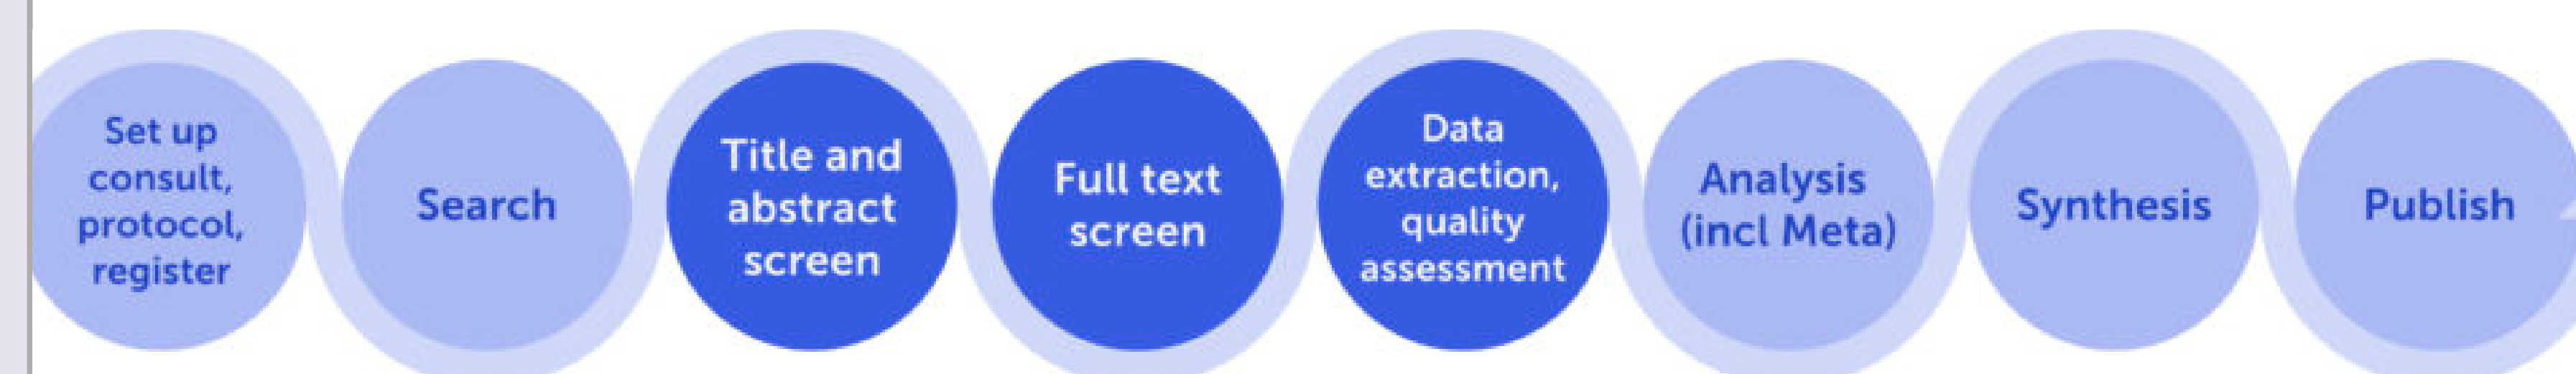 Set up
consult,
protocol,
register
Search
Title and
abstract
screen
Full text
screen
Data
extraction,
quality
assessment
Analysis
(incl Meta)
Synthesis
Publish